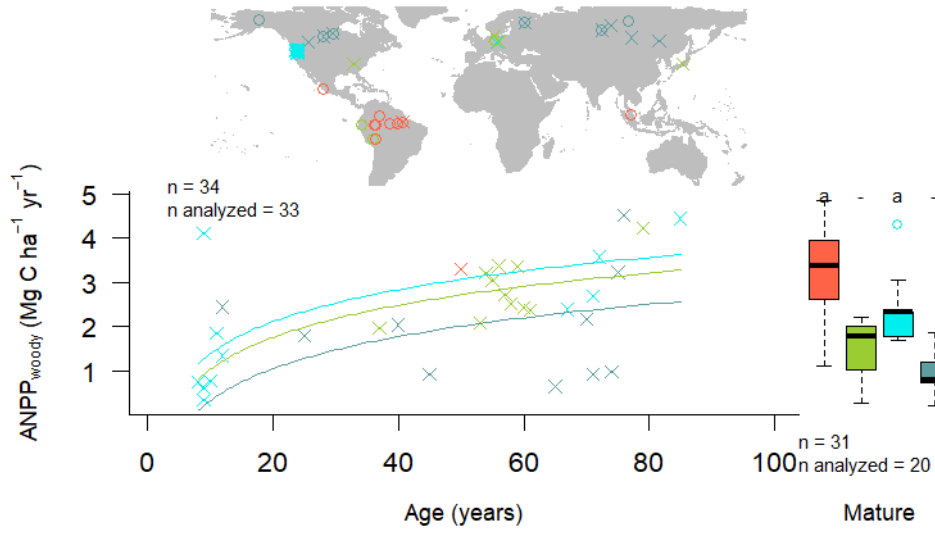 n = 34
n analyzed = 33
ANPPwoody (Mg C ha−1 yr−1)
5
4
3
2
1
0
20
40
60
80
100
Age (years)
a
-
a
-
n = 31
n analyzed = 20
Mature